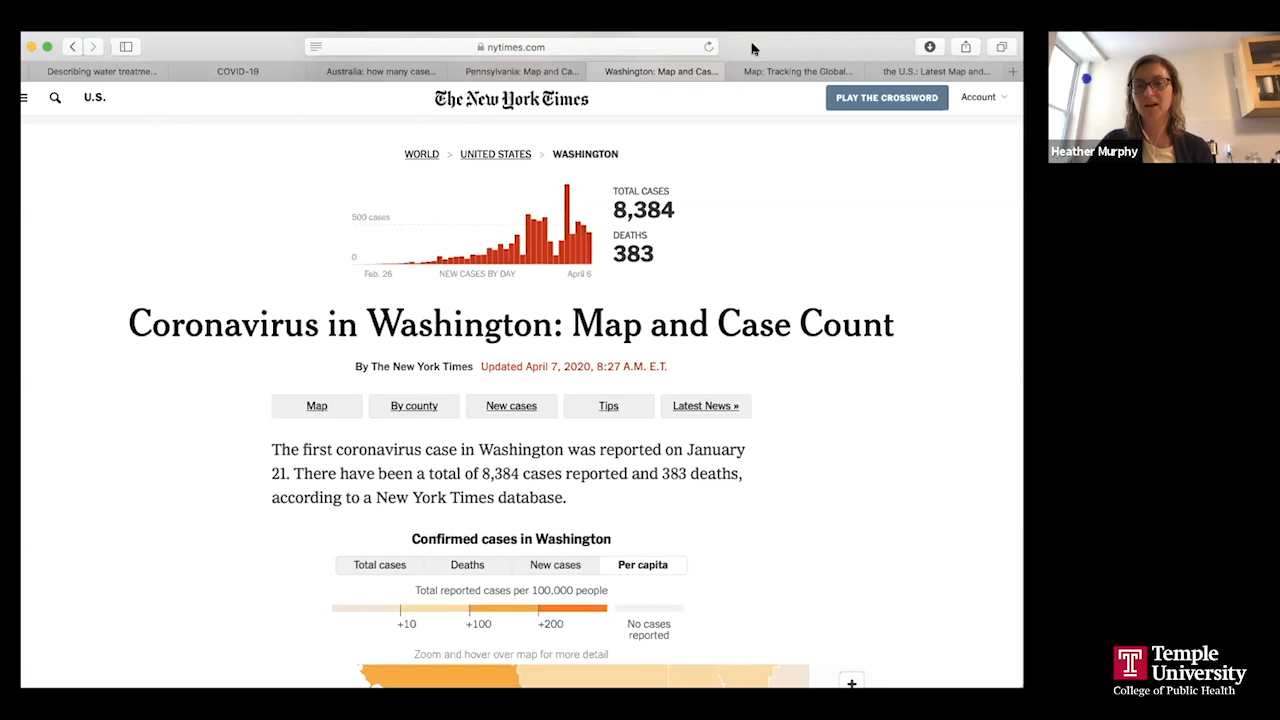 nytimes.com
Describing water treatme...
COVID-19
Australia: how many case...
Pennsylvania: Map and Ca...
Washington: Map and Cas...
Map: Tracking the Global...
the U.S.: Latest Map and...
U.S.
The New York Times
PLAY THE CROSSWORD
Account
WORLD > UNITED STATES > WASHINGTON
500 cases
0
Feb. 26
NEW CASES BY DAY
April 6
TOTAL CASES
8,384
DEATHS
383
Coronavirus in Washington: Map and Case Count
By The New York Times Updated April 7, 2020, 8:27 A.M. E.T.
Map
By county
New cases
Tips
Latest News »
The first coronavirus case in Washington was reported on January
21. There have been a total of 8,384 cases reported and 383 deaths,
according to a New York Times database.
Confirmed cases in Washington
Total cases
Deaths
New cases
Per capita
Total reported cases per 100,000 people
+10
+100
+200
No cases
reported
Zoom and hover over map for more detail
+
Heather Murphy
T
Temple
University
College of Public Health